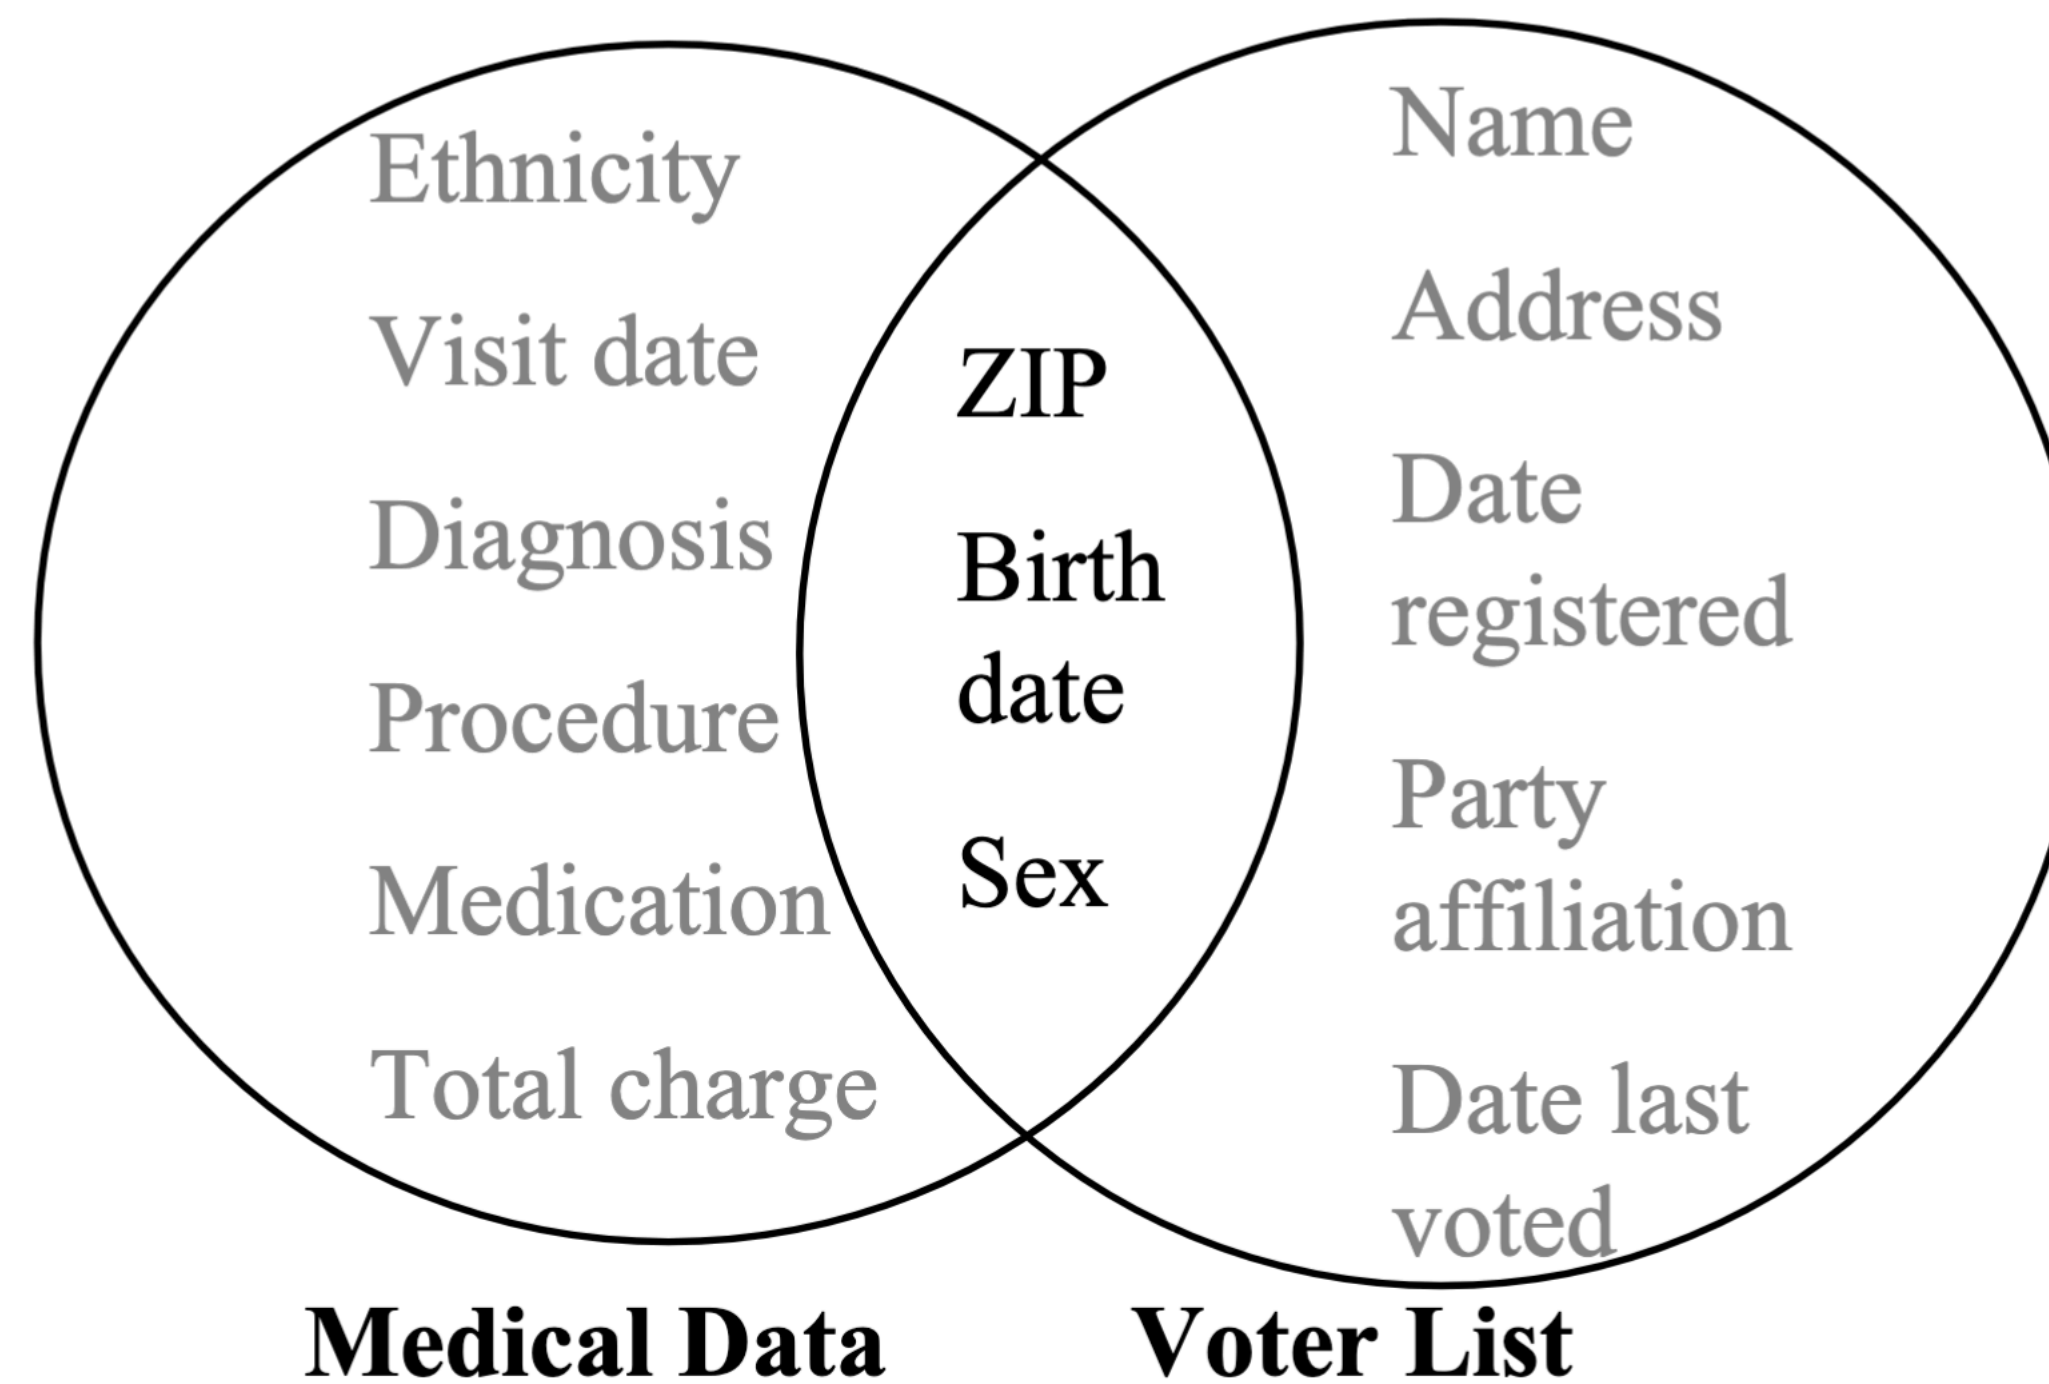 Ethnicity
Visit date
Diagnosis
Procedure
Medication
Total charge
ZIP
Birth
date
Sex
Name
Address
Date
registered
Party
affiliation
Date last
voted
Medical Data
Voter List